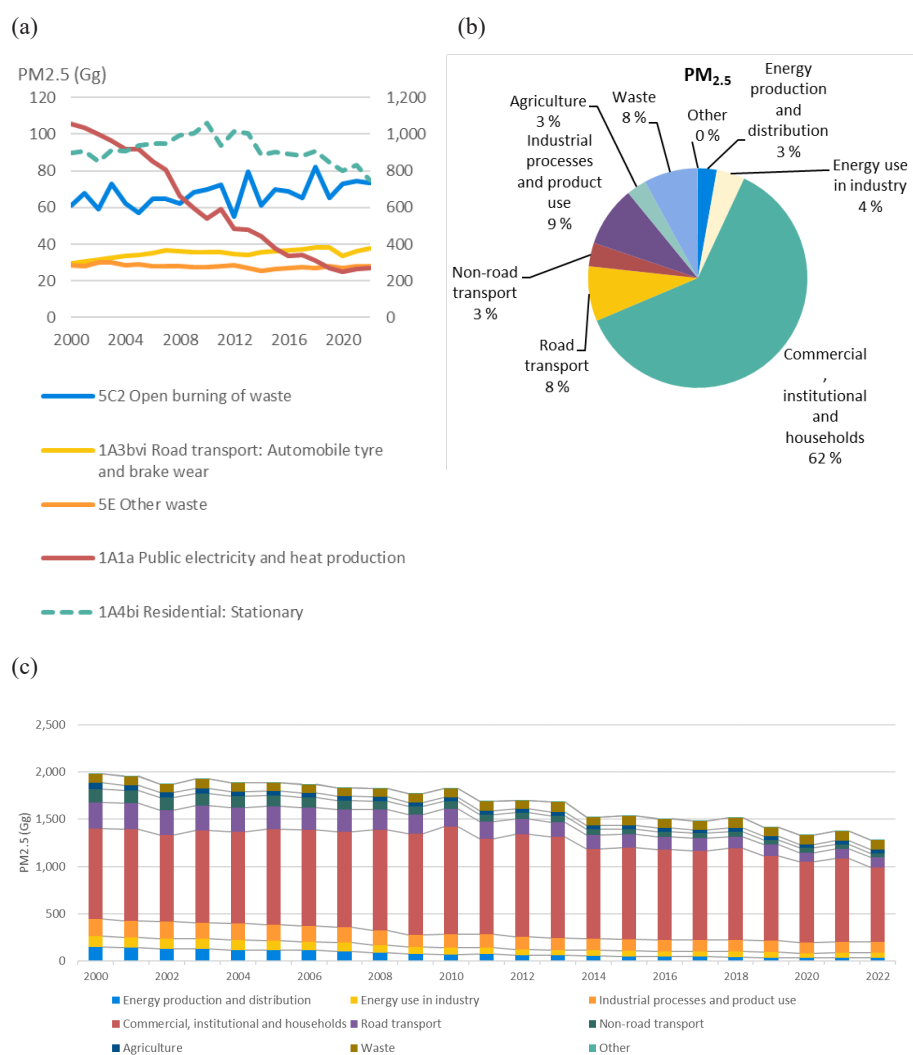 (a)
PM2.5 (Gg)
120
100
80
60
40
20
0
1,200
1,000
800
600
400
200
0
2000
2004
2008
2012
2016
2020
5C2 Open burning of waste
1A3bvi Road transport: Automobile tyre
and brake wear
5E Other waste
1A1a Public electricity and heat production
1A4bi Residential: Stationary
(b)
PM2.5
Energy
production
and
distribution
3 %
Energy use
in industry
4 %
Commercial
,
institutional
and
households
62 %
Road
transport
8 %
Non-road
transport
3 %
Industrial
processes
and product
use
9 %
Agriculture
3 %
Waste
8 %
Other
0 %
(c)
PM2.5 (Gg)
2,500
2,000
1,500
1,000
500
0
2000
2002
2004
2006
2008
2010
2012
2014
2016
2018
2020
2022
Energy production and distribution
Energy use in industry
Industrial processes and product use
Commercial, institutional and households
Road transport
Non-road transport
Agriculture
Waste
Other